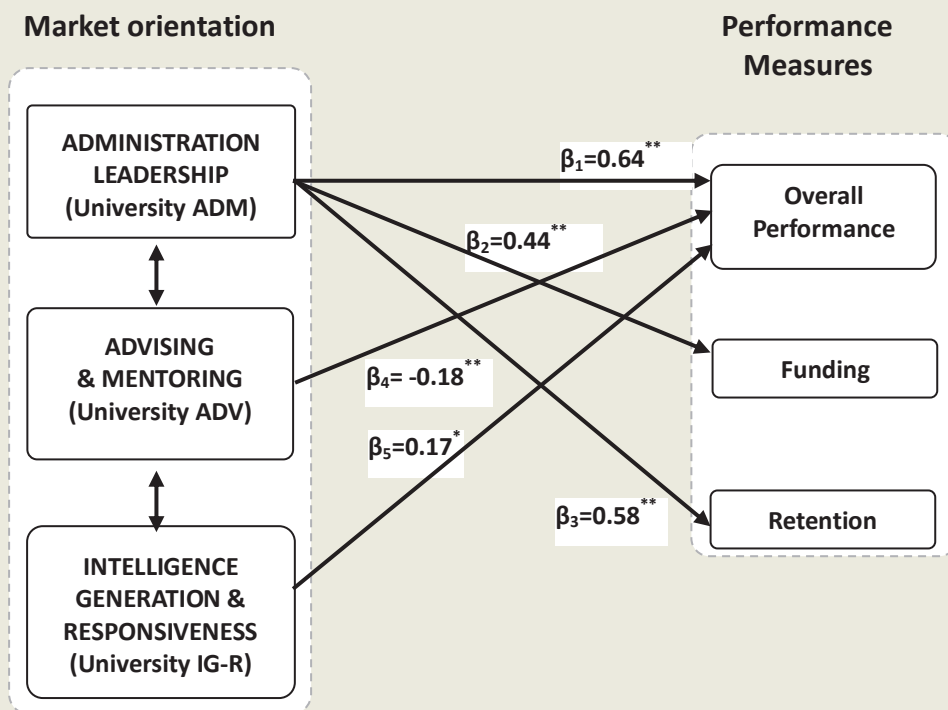 Market orientation
Performance
Measures
ADMINISTRATION
LEADERSHIP
(University ADM)
ADVISING
& MENTORING
(University ADV)
INTELLIGENCE
GENERATION &
RESPONSIVENESS
(University IG-R)
β₁=0.64**
β₂=0.44**
β₄= -0.18**
β₅=0.17*
β₃=0.58**
Overall
Performance
Funding
Retention